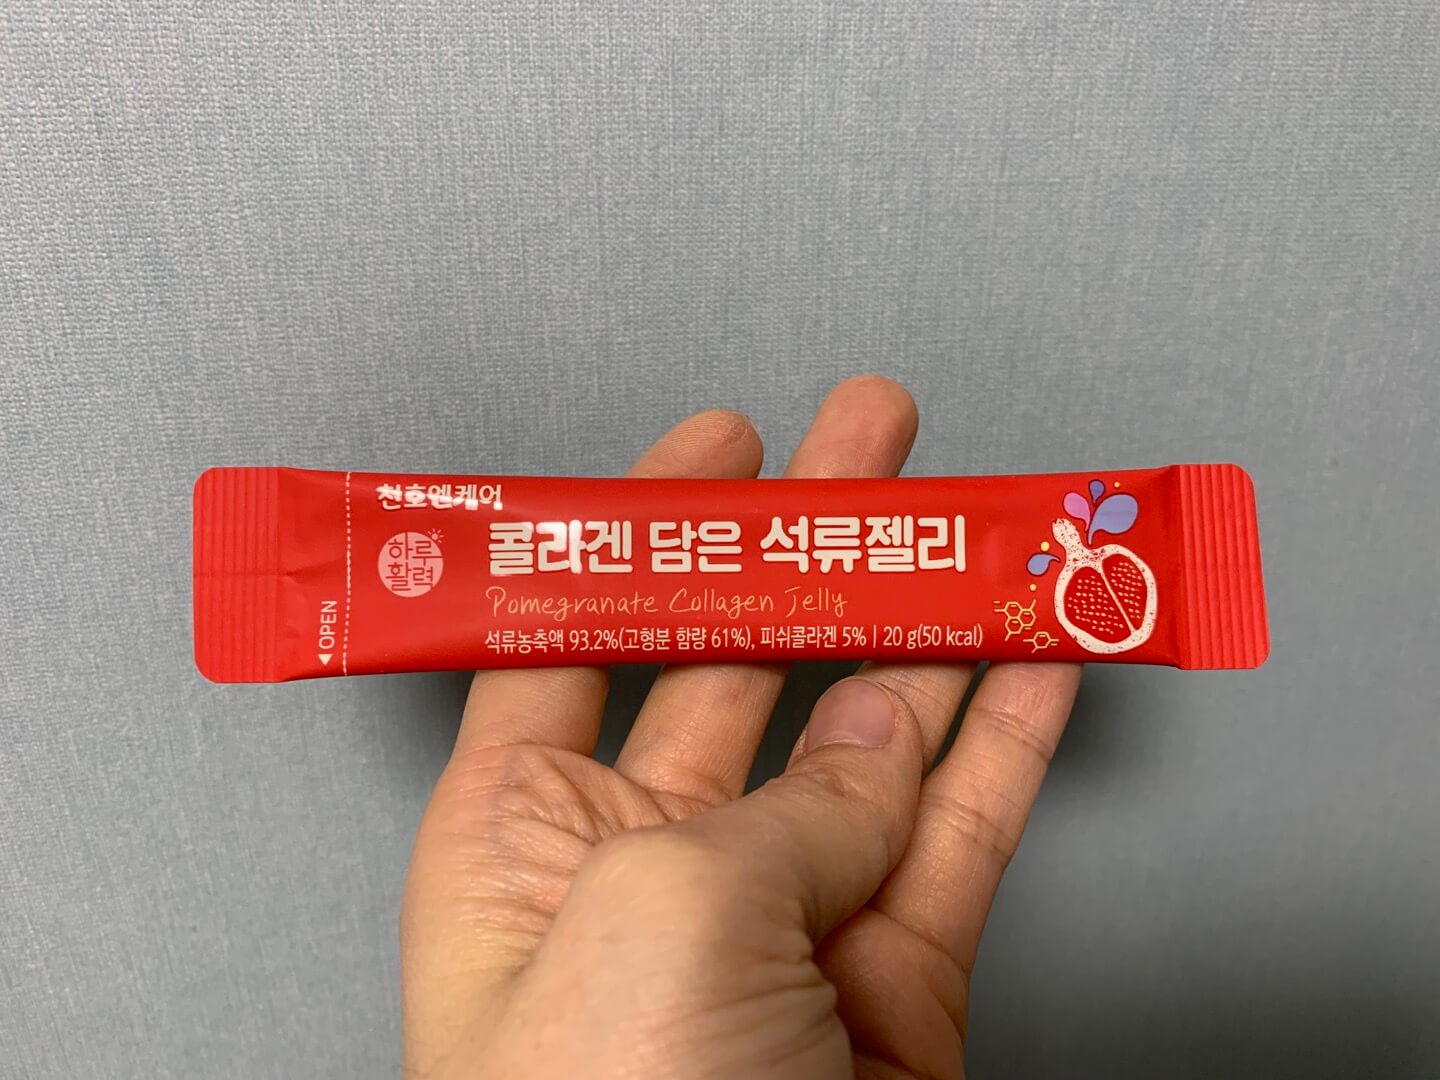 천호엔케어
하루
활력
콜라겐 담은 석류젤리
Pomegranate Collagen Jelly
석류농축액 93.2%(고형분 함량 61%), 피쉬콜라겐 5% | 20 g(50 kcal)
◀OPEN